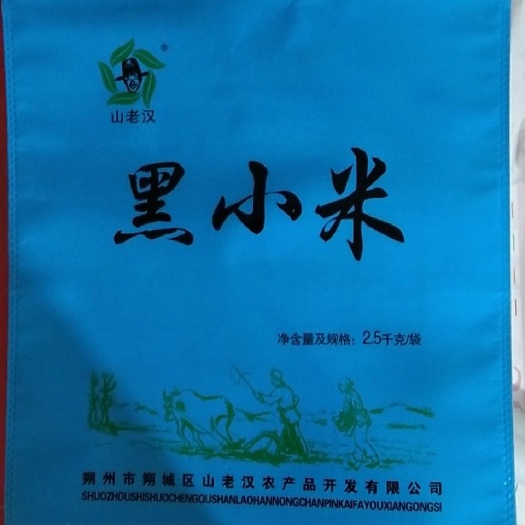 ®
山老汉
黑小米
净含量及规格：2.5千克/袋
朔州市朔城区山老汉农产品开发有限公司
SHUOZHOUSHISHUOCHENGQUSHANLAOHANNONGCHANPINKAIFAYOUXIANGONGSI